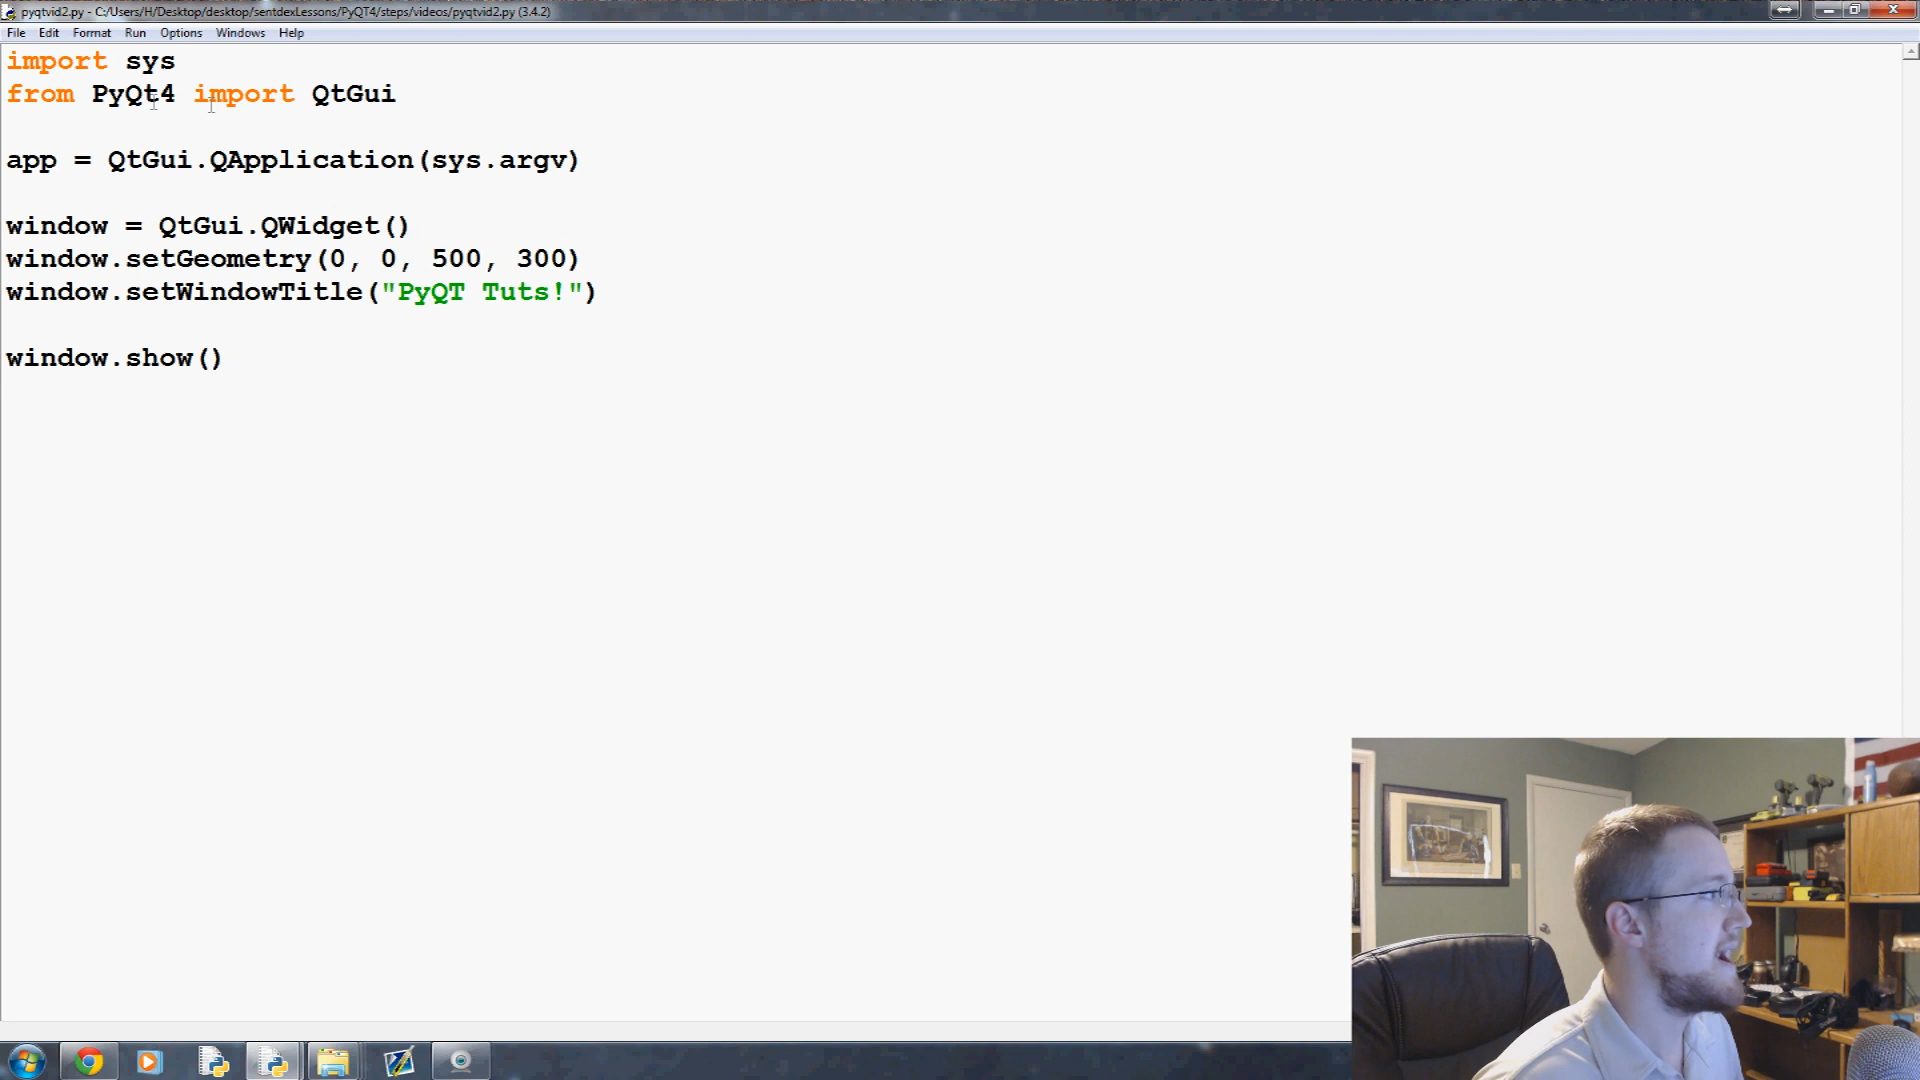 pyqtvid2.py - C:/Users/H/Desktop/desktop/sentdexLessons/PyQT4/steps/videos/pyqtvid2.py (3.4.2)
File Edit Format Run Options Windows Help
import sys
from PyQt4 import QtGui
app = QtGui.QApplication(sys.argv)
window = QtGui.QWidget()
window.setGeometry(0, 0, 500, 300)
window.setWindowTitle("PyQT Tuts!")
window.show()